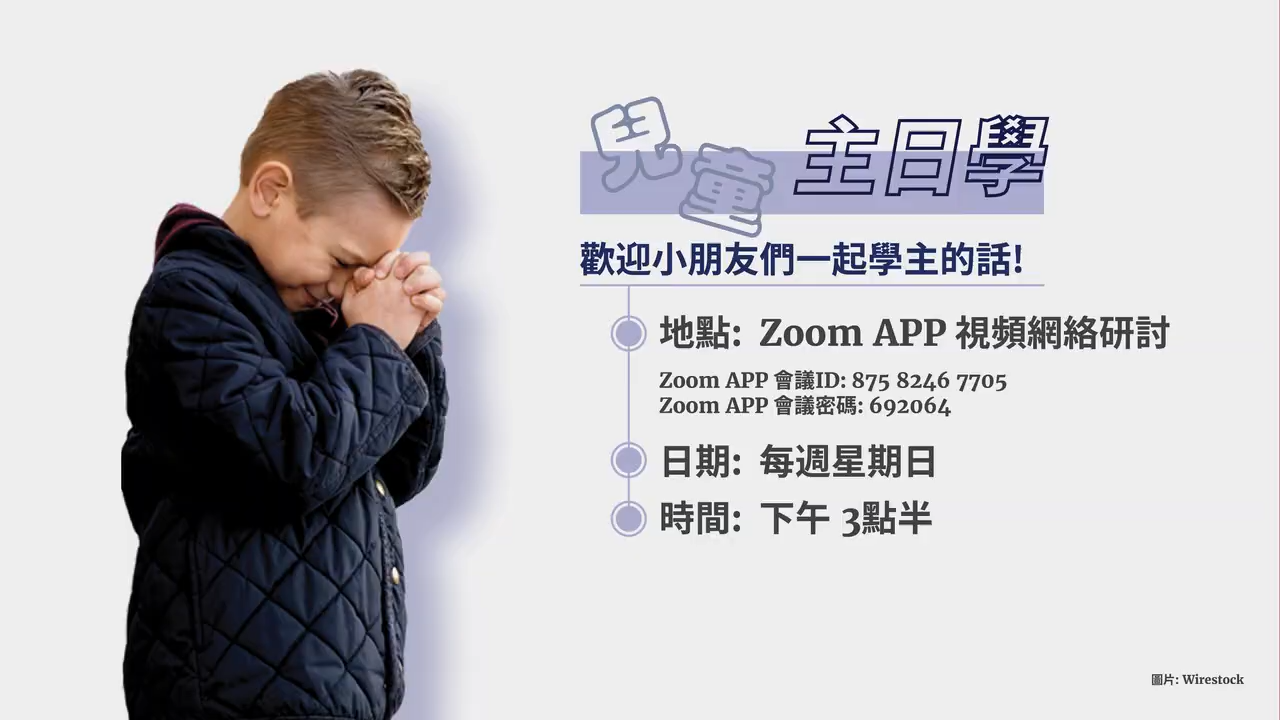 兒童 主日學
歡迎小朋友們一起學主的話!
地點: Zoom APP 視頻網絡研討
Zoom APP 會議ID: 875 8246 7705
Zoom APP 會議密碼: 692064
日期: 每週星期日
時間: 下午 3點半
圖片: Wirestock